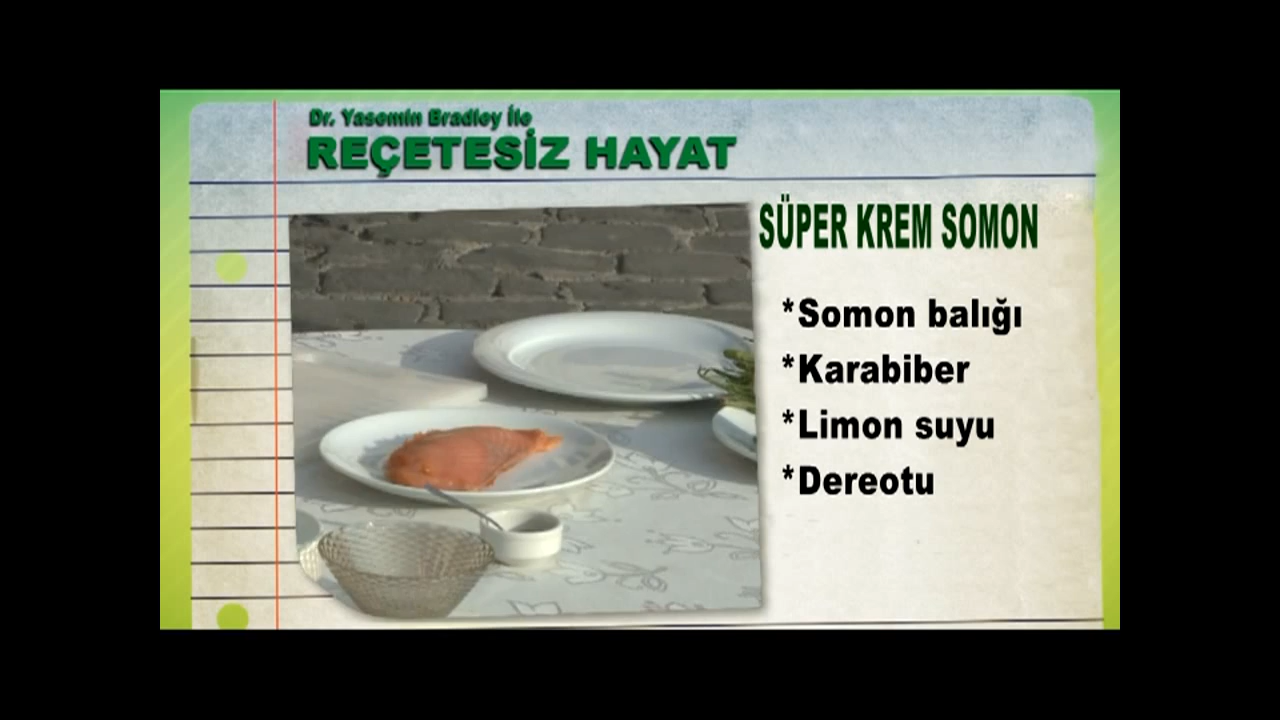 Dr. Yasemin Bradley İle
REÇETESİZ HAYAT
SÜPER KREM SOMON
*Somon balığı
*Karabiber
*Limon suyu
*Dereotu